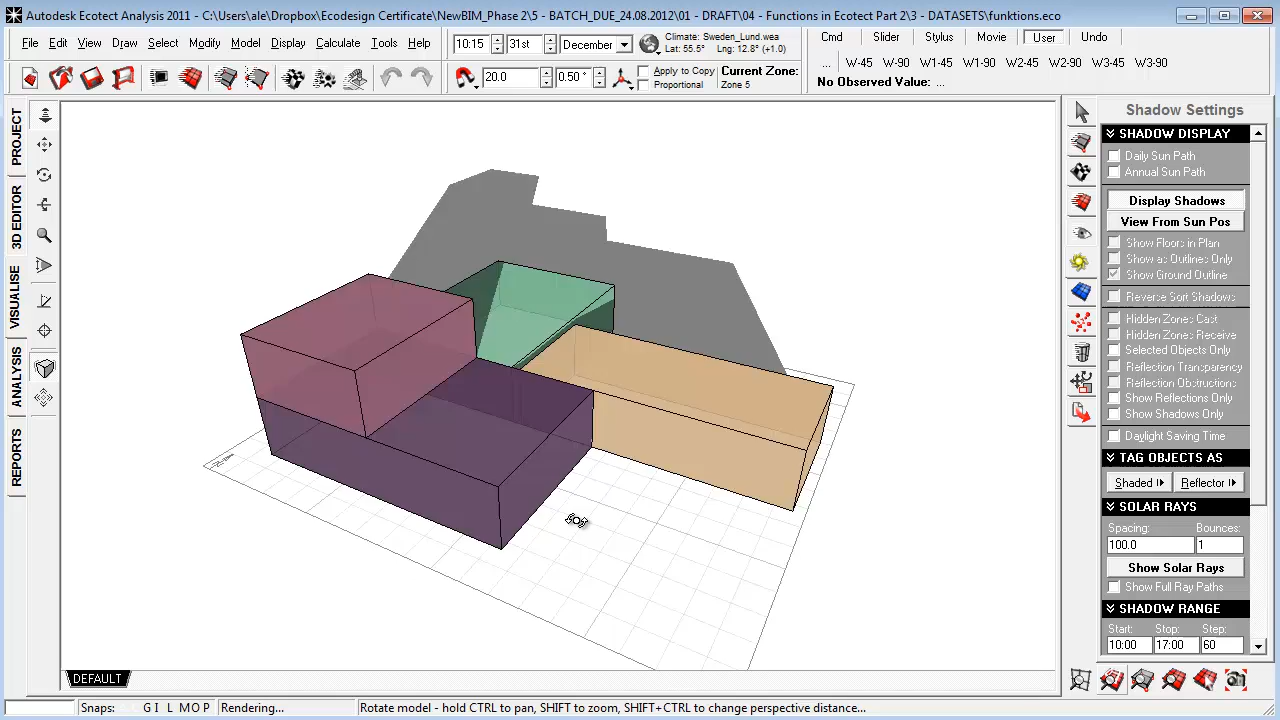 Autodesk Ecotect Analysis 2011 - C:\Users\ale\Dropbox\Ecodesign Certificate\NewBIM_Phase 2\5 - BATCH_DUE_24.08.2012\01 - DRAFT\04 - Functions in Ecotect Part 2\3 - DATASETS\funktions.eco
File Edit View Draw Select Modify Model Display Calculate Tools Help
10:15 31st December
Climate: Sweden_Lund.wea
Lat: 55.5° Lng: 12.8° (+1.0)
Cmd Slider Stylus Movie User Undo
... W-45 W-90 W1-45 W1-90 W2-45 W2-90 W3-45 W3-90
No Observed Value: ...
20.0 0.50 °
Apply to Copy
Proportional
Current Zone:
Zone 5
PROJECT
3D EDITOR
VISUALISE
ANALYSIS
REPORTS
Shadow Settings
SHADOW DISPLAY
Daily Sun Path
Annual Sun Path
Display Shadows
View From Sun Pos
Show Floors in Plan
Show as Outlines Only
Show Ground Outline
Reverse Sort Shadows
Hidden Zones Cast
Hidden Zones Receive
Selected Objects Only
Reflection Transparency
Reflection Obstructions
Show Reflections Only
Show Shadows Only
Daylight Saving Time
TAG OBJECTS AS
Shaded Reflector
SOLAR RAYS
Spacing: Bounces:
100.0 1
Show Solar Rays
Show Full Ray Paths
SHADOW RANGE
Start: Stop: Step:
10:00 17:00 60
DEFAULT
Snaps: G I L M O P Rendering... Rotate model - hold CTRL to pan, SHIFT to zoom, SHIFT+CTRL to change perspective distance...